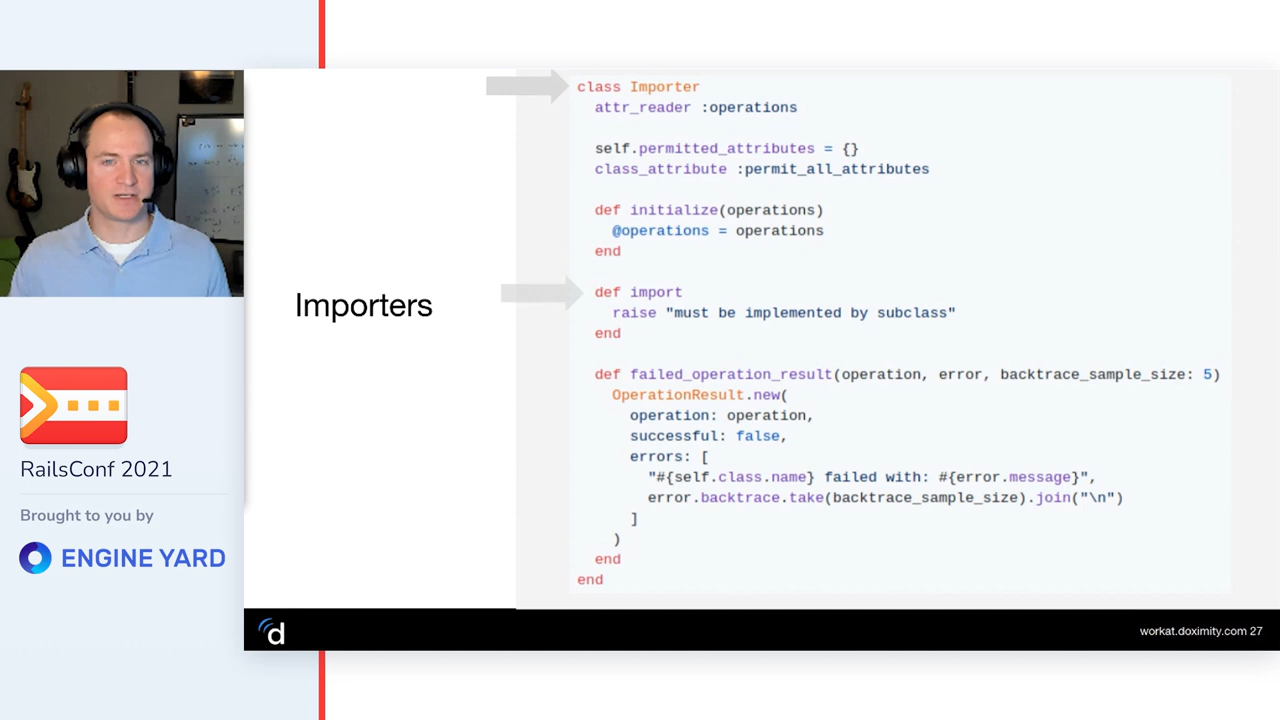 Importers
class Importer
  attr_reader :operations

  self.permitted_attributes = {}
  class_attribute :permit_all_attributes

  def initialize(operations)
    @operations = operations
  end

  def import
    raise "must be implemented by subclass"
  end

  def failed_operation_result(operation, error, backtrace_sample_size: 5)
    OperationResult.new(
      operation: operation,
      successful: false,
      errors: [
        "#{self.class.name} failed with: #{error.message}",
        error.backtrace.take(backtrace_sample_size).join("\n")
      ]
    )
  end
end
RailsConf 2021
Brought to you by
ENGINE YARD
d
workat.doximity.com 27